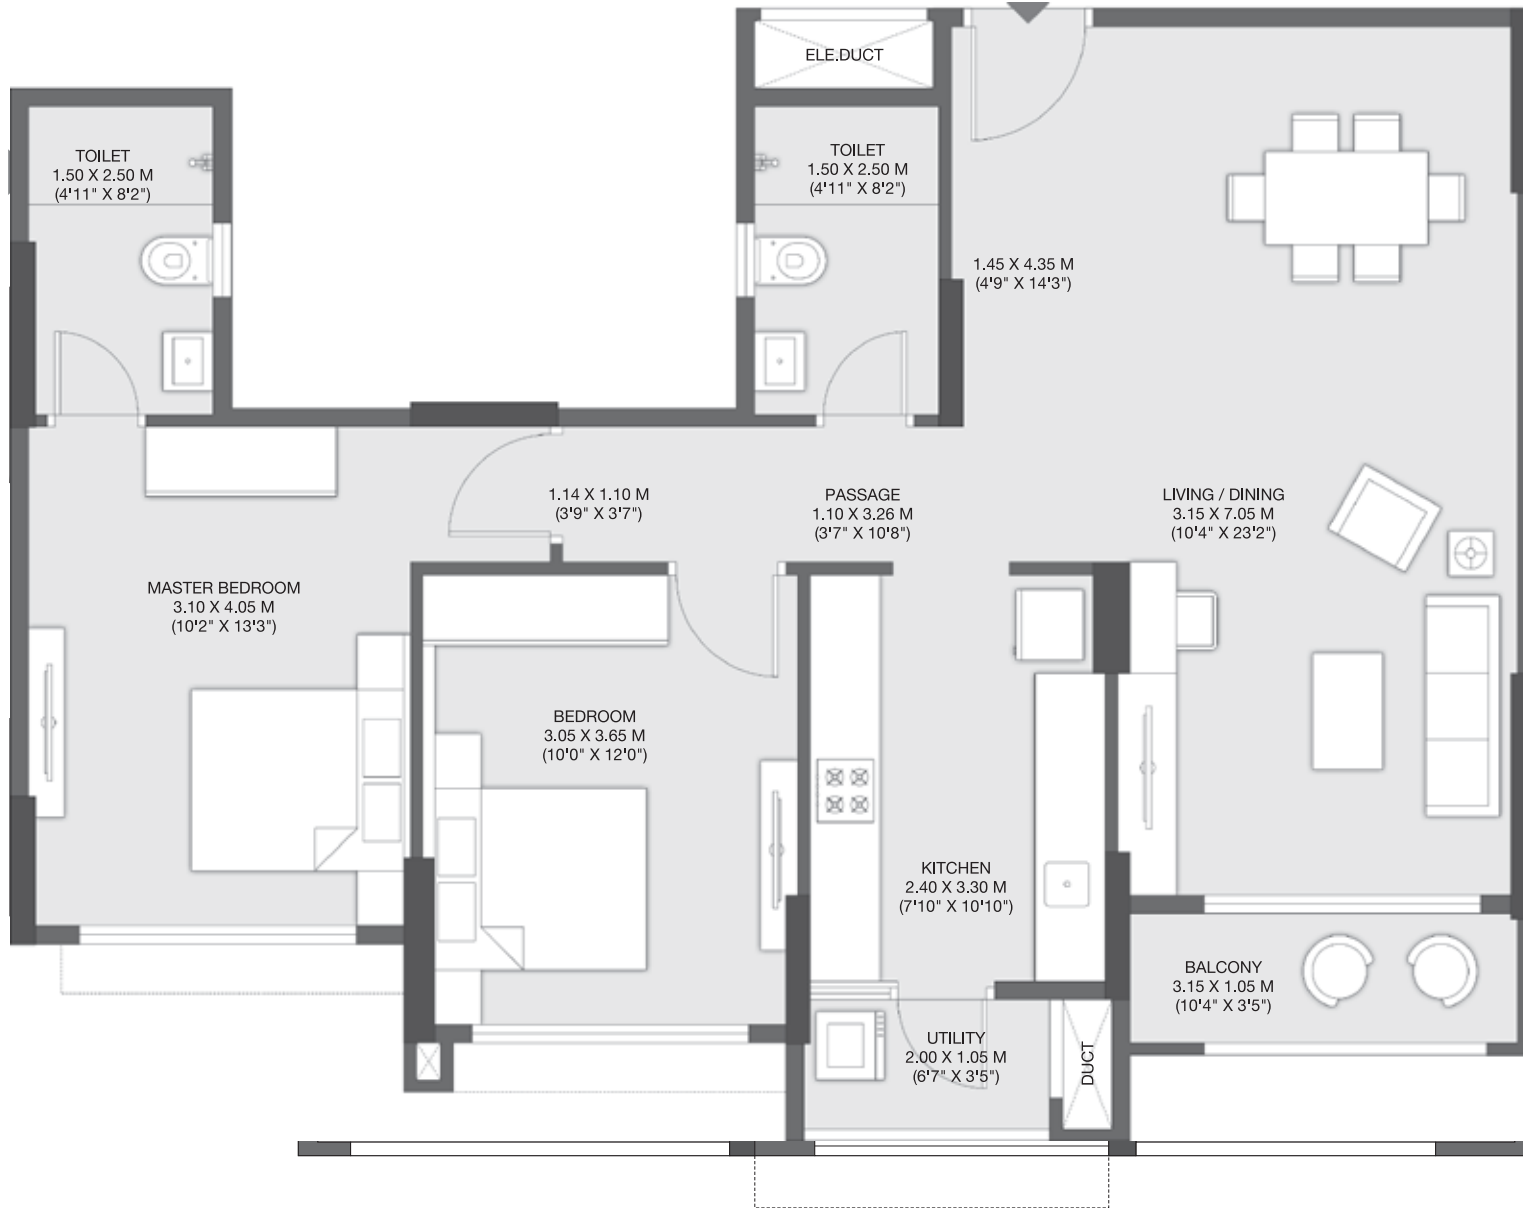 ELE.DUCT
TOILET
1.50 X 2.50 M
(4'11" X 8'2")
TOILET
1.50 X 2.50 M
(4'11" X 8'2")
1.45 X 4.35 M
(4'9" X 14'3")
1.14 X 1.10 M
(3'9" X 3'7")
PASSAGE
1.10 X 3.26 M
(3'7" X 10'8")
LIVING / DINING
3.15 X 7.05 M
(10'4" X 23'2")
MASTER BEDROOM
3.10 X 4.05 M
(10'2" X 13'3")
BEDROOM
3.05 X 3.65 M
(10'0" X 12'0")
KITCHEN
2.40 X 3.30 M
(7'10" X 10'10")
BALCONY
3.15 X 1.05 M
(10'4" X 3'5")
UTILITY
2.00 X 1.05 M
(6'7" X 3'5")
DUCT